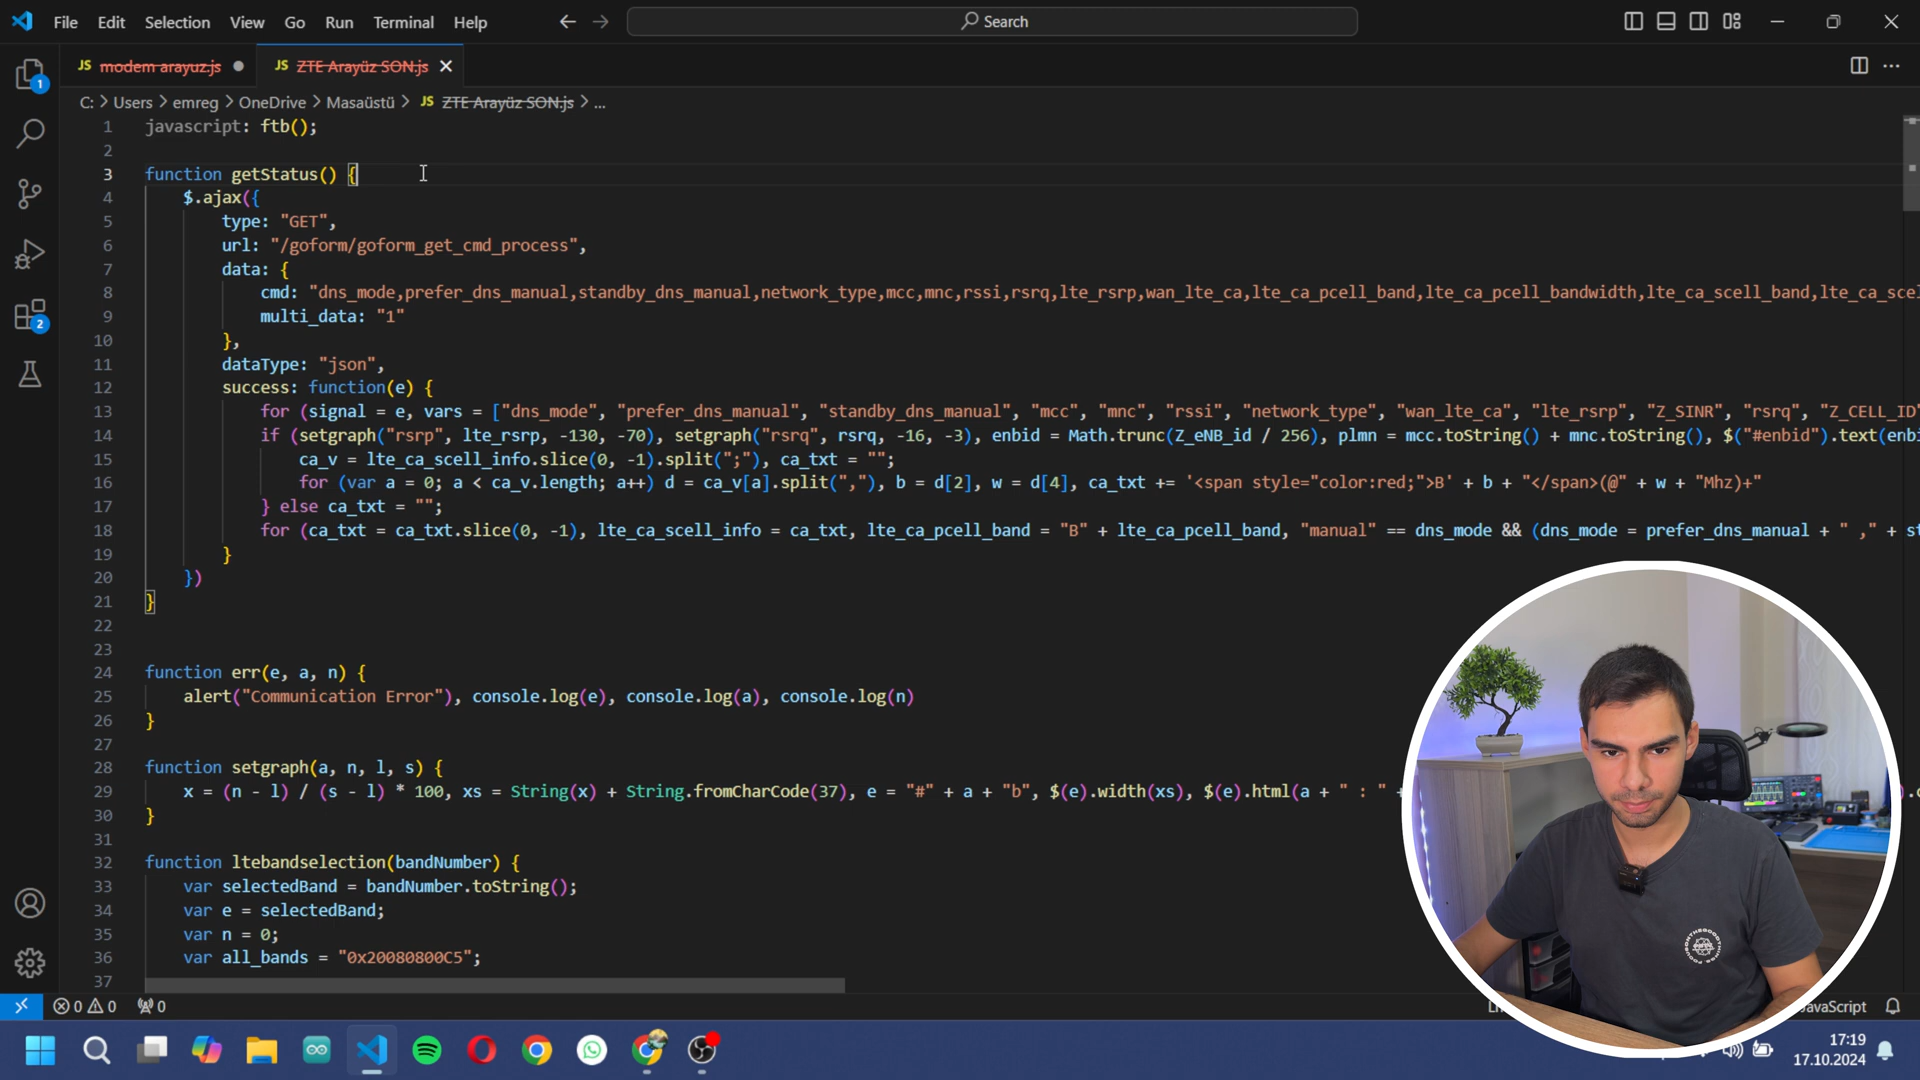 File Edit Selection View Go Run Terminal Help
Search
JS modem arayuz.js
JS ZTE Arayüz SON.js
C: > Users > emreg > OneDrive > Masaüstü > JS ZTE Arayüz SON.js > ...
1 javascript: ftb();
2
3 function getStatus() {
4 $.ajax({
5 type: "GET",
6 url: "/goform/goform_get_cmd_process",
7 data: {
8 cmd: "dns_mode,prefer_dns_manual,standby_dns_manual,network_type,mcc,mnc,rssi,rsrq,lte_rsrp,wan_lte_ca,lte_ca_pcell_band,lte_ca_pcell_bandwidth,lte_ca_scell_band,lte_ca_scel
9 multi_data: "1"
10 },
11 dataType: "json",
12 success: function(e) {
13 for (signal = e, vars = ["dns_mode", "prefer_dns_manual", "standby_dns_manual", "mcc", "mnc", "rssi", "network_type", "wan_lte_ca", "lte_rsrp", "Z_SINR", "rsrq", "Z_CELL_ID"
14 if (setgraph("rsrp", lte_rsrp, -130, -70), setgraph("rsrq", rsrq, -16, -3), enbid = Math.trunc(Z_eNB_id / 256), plmn = mcc.toString() + mnc.toString(), $("#enbid").text(enbi
15 ca_v = lte_ca_scell_info.slice(0, -1).split(";"), ca_txt = "";
16 for (var a = 0; a < ca_v.length; a++) d = ca_v[a].split(","), b = d[2], w = d[4], ca_txt += '<span style="color:red;">B' + b + "</span>(@" + w + "Mhz)+"
17 } else ca_txt = "";
18 for (ca_txt = ca_txt.slice(0, -1), lte_ca_scell_info = ca_txt, lte_ca_pcell_band = "B" + lte_ca_pcell_band, "manual" == dns_mode && (dns_mode = prefer_dns_manual + " ," + st
19 }
20 })
21 }
22
23
24 function err(e, a, n) {
25 alert("Communication Error"), console.log(e), console.log(a), console.log(n)
26 }
27
28 function setgraph(a, n, l, s) {
29 x = (n - l) / (s - l) * 100, xs = String(x) + String.fromCharCode(37), e = "#" + a + "b", $(e).width(xs), $(e).html(a + " : " +
30 }
31
32 function ltebandselection(bandNumber) {
33 var selectedBand = bandNumber.toString();
34 var e = selectedBand;
35 var n = 0;
36 var all_bands = "0x20080800C5";
37
1
2
0 0 0
JavaScript
17:19
17.10.2024